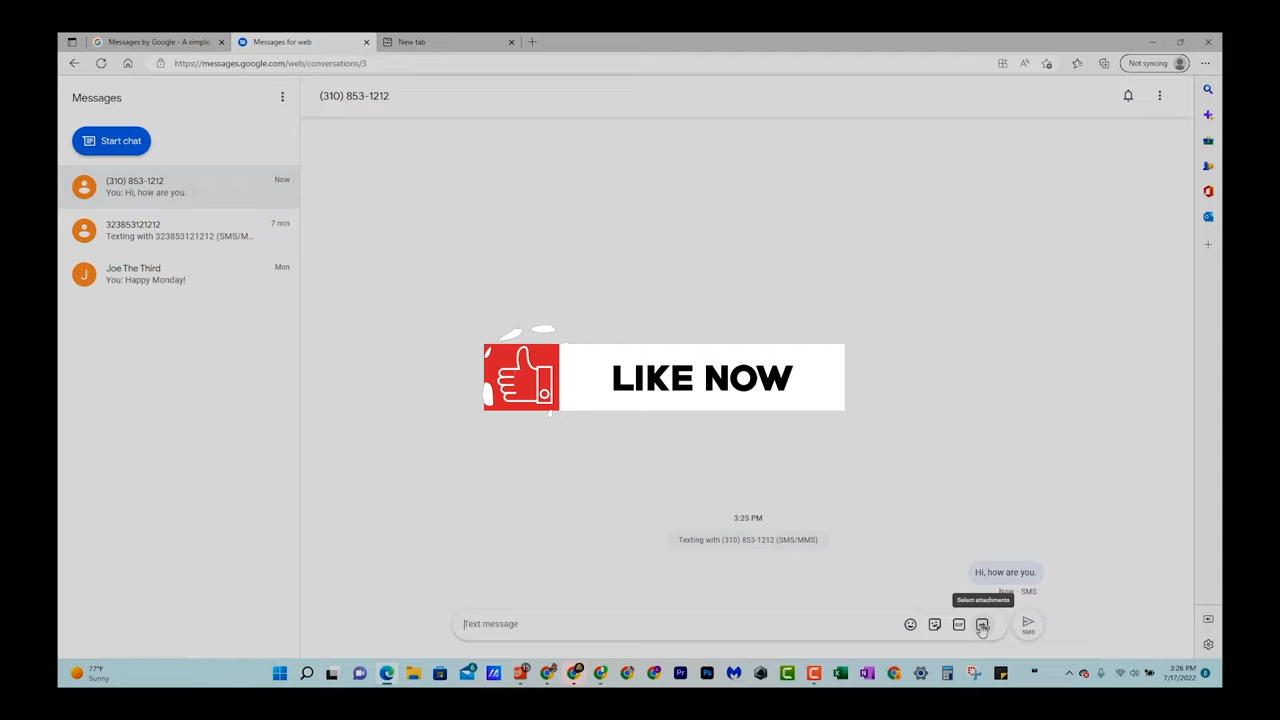 Messages by Google - A simple,
Messages for web
New tab
https://messages.google.com/web/conversations/3
Not syncing
Messages
(310) 853-1212
Start chat
(310) 853-1212
Now
You: Hi, how are you.
323853121212
7 min
Texting with 323853121212 (SMS/M...
Joe The Third
Mon
You: Happy Monday!
J
LIKE NOW
3:25 PM
Texting with (310) 853-1212 (SMS/MMS)
Hi, how are you.
Now · SMS
Select attachments
Text message
GIF
SMS
77°F
Sunny
3:26 PM
7/17/2022